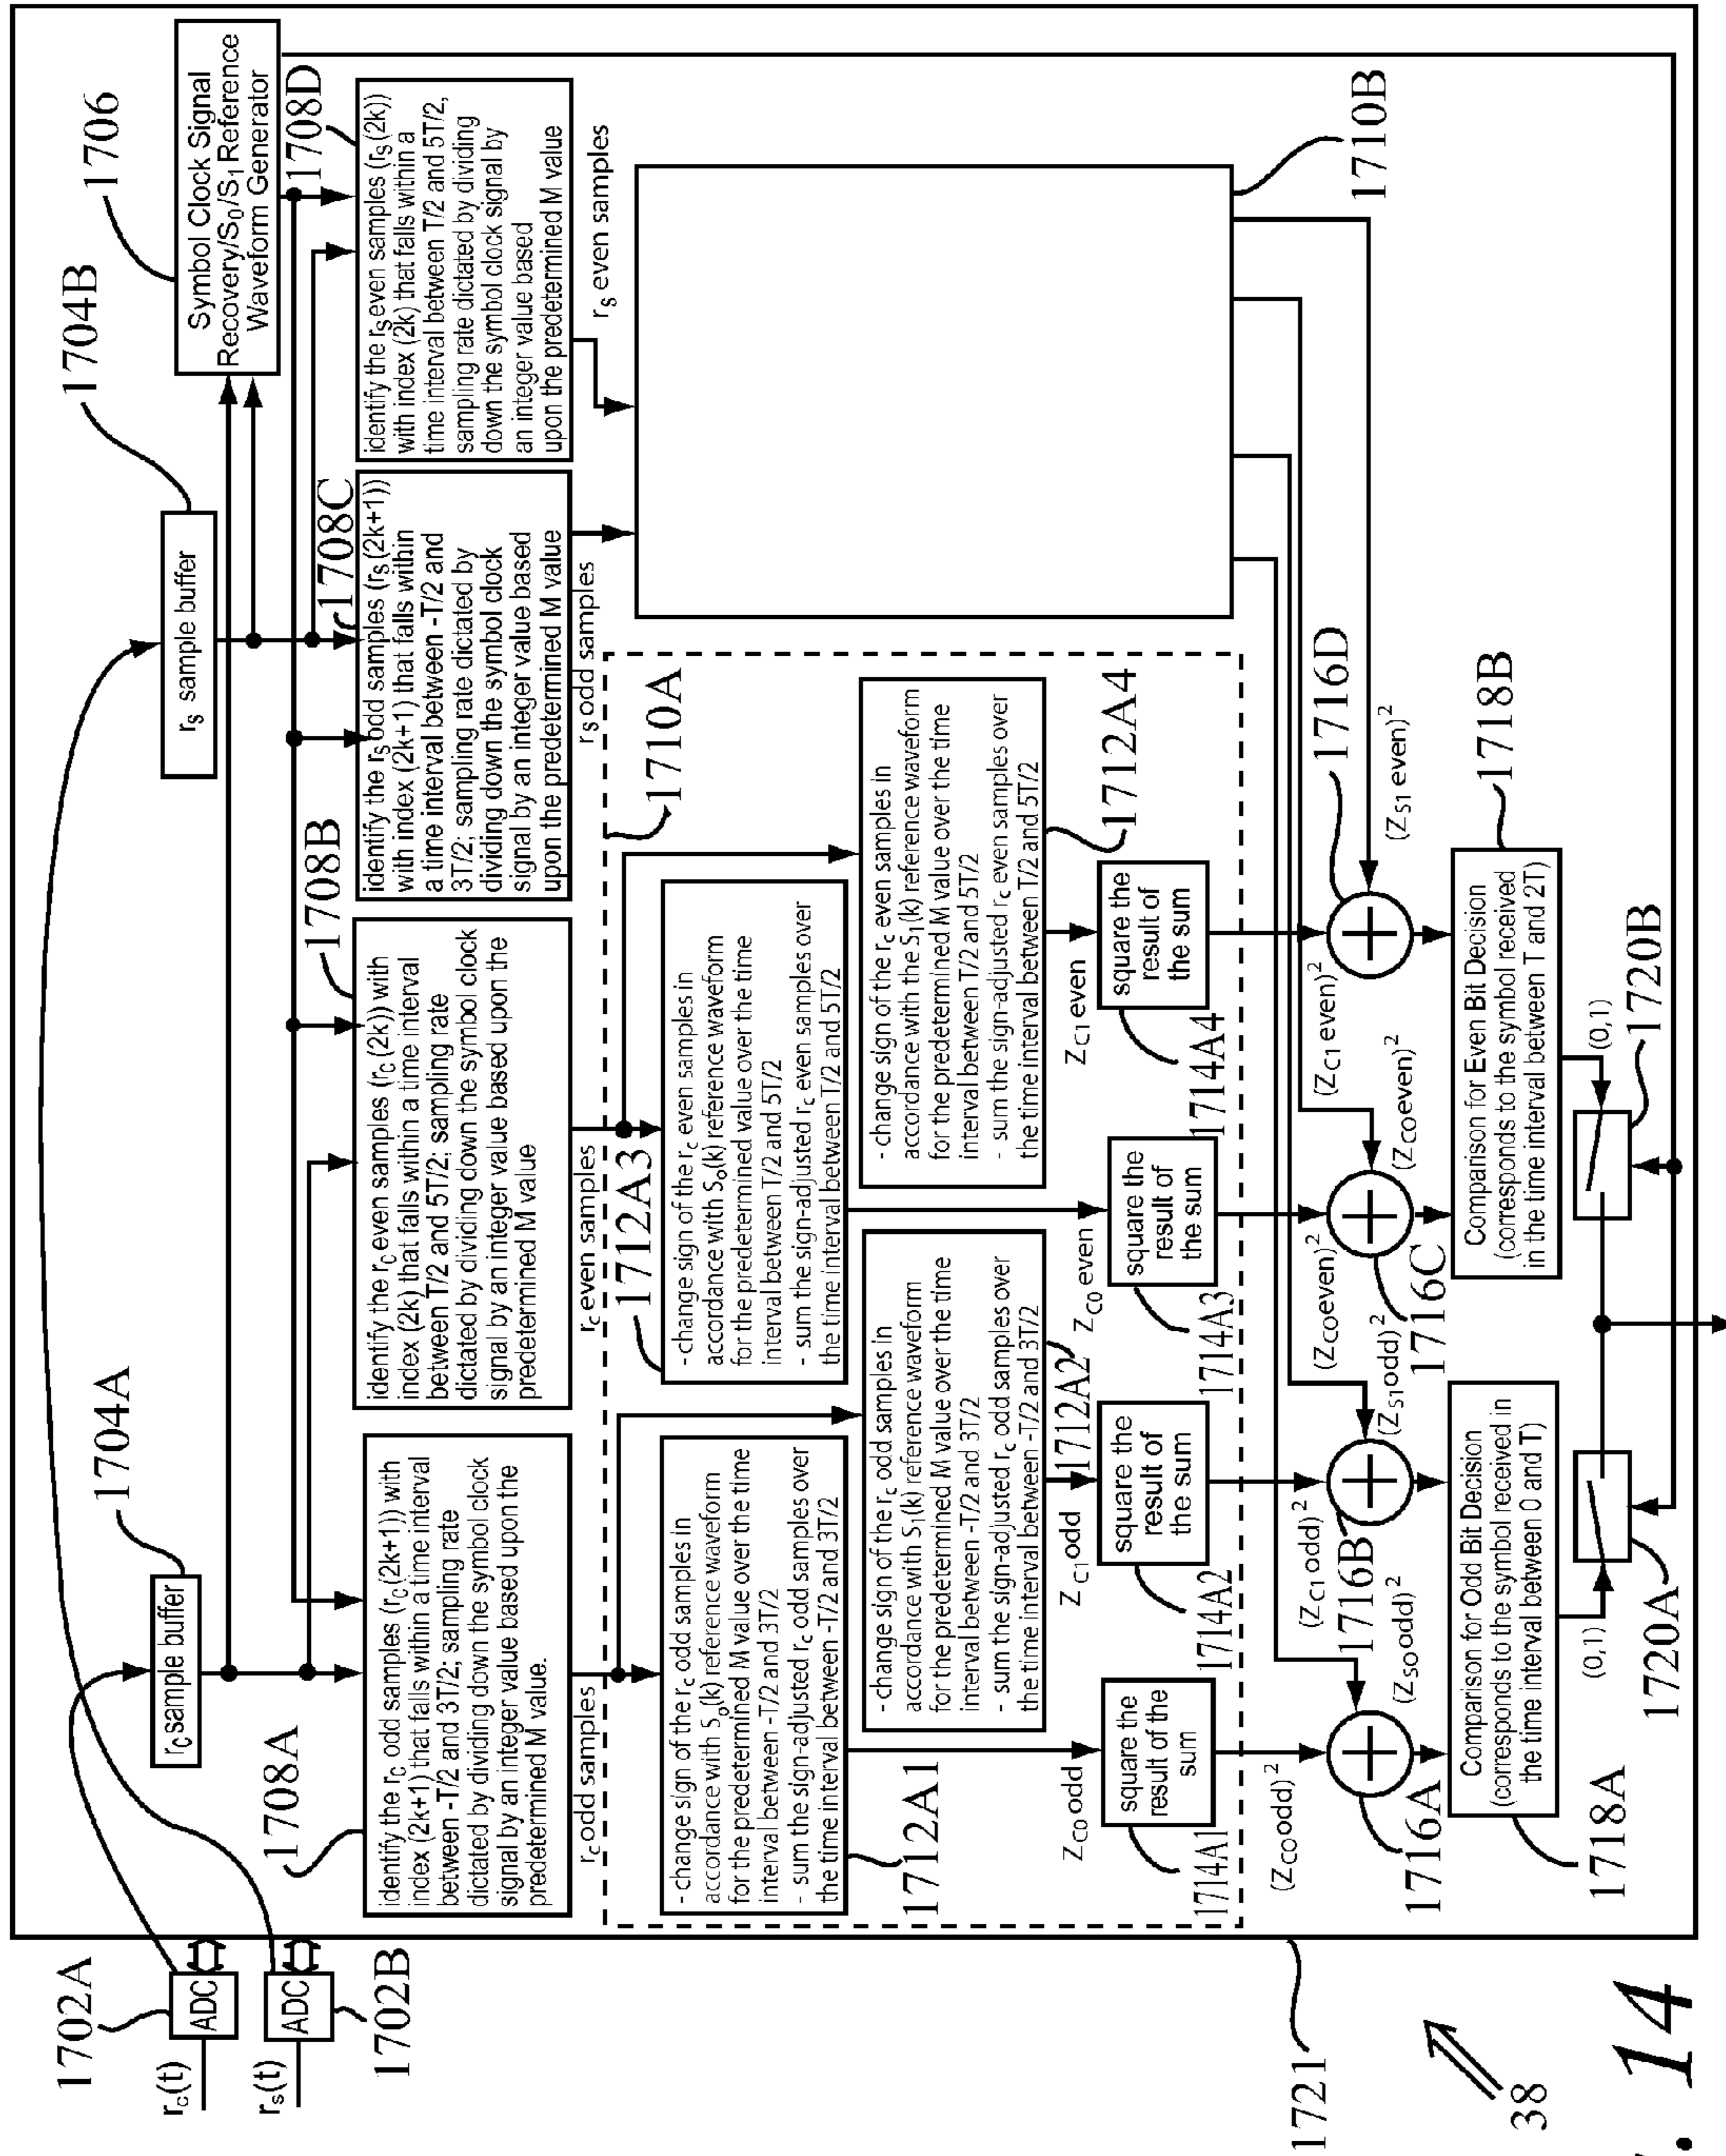 1702A
r_c(t)
ADC
r_s(t)
ADC
1702B
1704A
r_c sample buffer
1704B
r_s sample buffer
1706
Symbol Clock Signal
Recovery/S_0/S_1 Reference
Waveform Generator
1708A
identify the r_c odd samples (r_c (2k+1)) with
index (2k+1) that falls within a time interval
between -T/2 and 3T/2; sampling rate
dictated by dividing down the symbol clock
signal by an integer value based upon the
predetermined M value.
1708B
identify the r_c even samples (r_c (2k)) with
index (2k) that falls within a time interval
between T/2 and 5T/2; sampling rate
dictated by dividing down the symbol clock
signal by an integer value based upon the
predetermined M value
1708C
identify the r_s odd samples (r_s (2k+1))
with index (2k+1) that falls within
a time interval between -T/2 and
3T/2; sampling rate dictated by
dividing down the symbol clock
signal by an integer value based
upon the predetermined M value
1708D
identify the r_s even samples (r_s (2k))
with index (2k) that falls within a
time interval between T/2 and 5T/2,
sampling rate dictated by dividing
down the symbol clock signal by
an integer value based
upon the predetermined M value
r_c odd samples
r_c even samples
r_s odd samples
r_s even samples
1710A
1710B
- change sign of the r_c odd samples in
accordance with S_o(k) reference waveform
for the predetermined M value over the time
interval between -T/2 and 3T/2
- sum the sign-adjusted r_c odd samples over
the time interval between -T/2 and 3T/2
1712A1
- change sign of the r_c odd samples in
accordance with S_1(k) reference waveform
for the predetermined M value over the time
interval between -T/2 and 3T/2
- sum the sign-adjusted r_c odd samples over
the time interval between -T/2 and 3T/2
1712A2
1712A3
- change sign of the r_c even samples in
accordance with S_o(k) reference waveform
for the predetermined value over the time
interval between T/2 and 5T/2
- sum the sign-adjusted r_c even samples over
the time interval between T/2 and 5T/2
- change sign of the r_c even samples in
accordance with the S_1(k) reference waveform
for the predetermined M value over the time
interval between T/2 and 5T/2
- sum the sign-adjusted r_c even samples over
the time interval between T/2 and 5T/2
1712A4
Z_C0 odd
Z_C1 odd
Z_C0 even
Z_C1 even
1714A1
square the
result of the
sum
1714A2
square the
result of
the sum
1714A3
square the
result of
the sum
1714A4
square the
result of
the sum
(Z_C0 odd)^2
(Z_C1 odd)^2
(Z_C0 even)^2
(Z_C1 even)^2
1716A
1716B
1716C
1716D
(Z_S0 odd)^2
(Z_S1 odd)^2
(Z_C0 even)^2
(Z_S1 even)^2
1718A
Comparison for Odd Bit Decision
(corresponds to the symbol received in
the time interval between 0 and T)
Comparison for Even Bit Decision
(corresponds to the symbol received
in the time interval between T and 2T)
1718B
(0,1)
(0,1)
1720A
1720B
1721
38
. 14